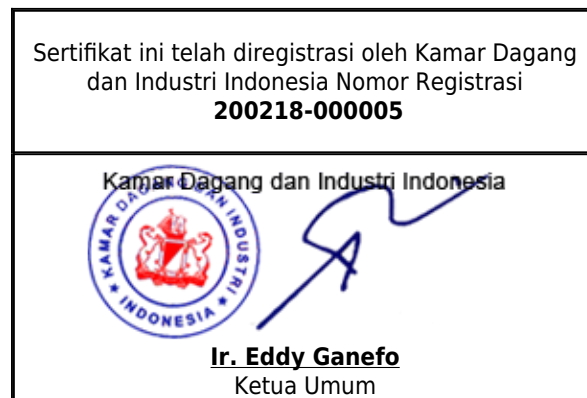 Sertifikat ini telah diregistrasi oleh Kamar Dagang
dan Industri Indonesia Nomor Registrasi
200218-000005
Kamar Dagang dan Industri Indonesia
KAMAR DAGANG DAN INDUSTRI
INDONESIA
Ir. Eddy Ganefo
Ketua Umum